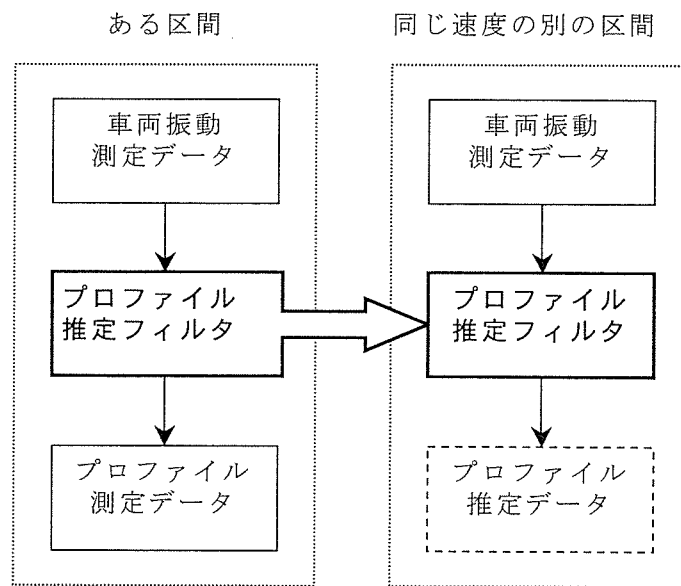 ある区間
車両振動
測定データ
プロファイル
推定フィルタ
プロファイル
測定データ
同じ速度の別の区間
車両振動
測定データ
プロファイル
推定フィルタ
プロファイル
推定データ